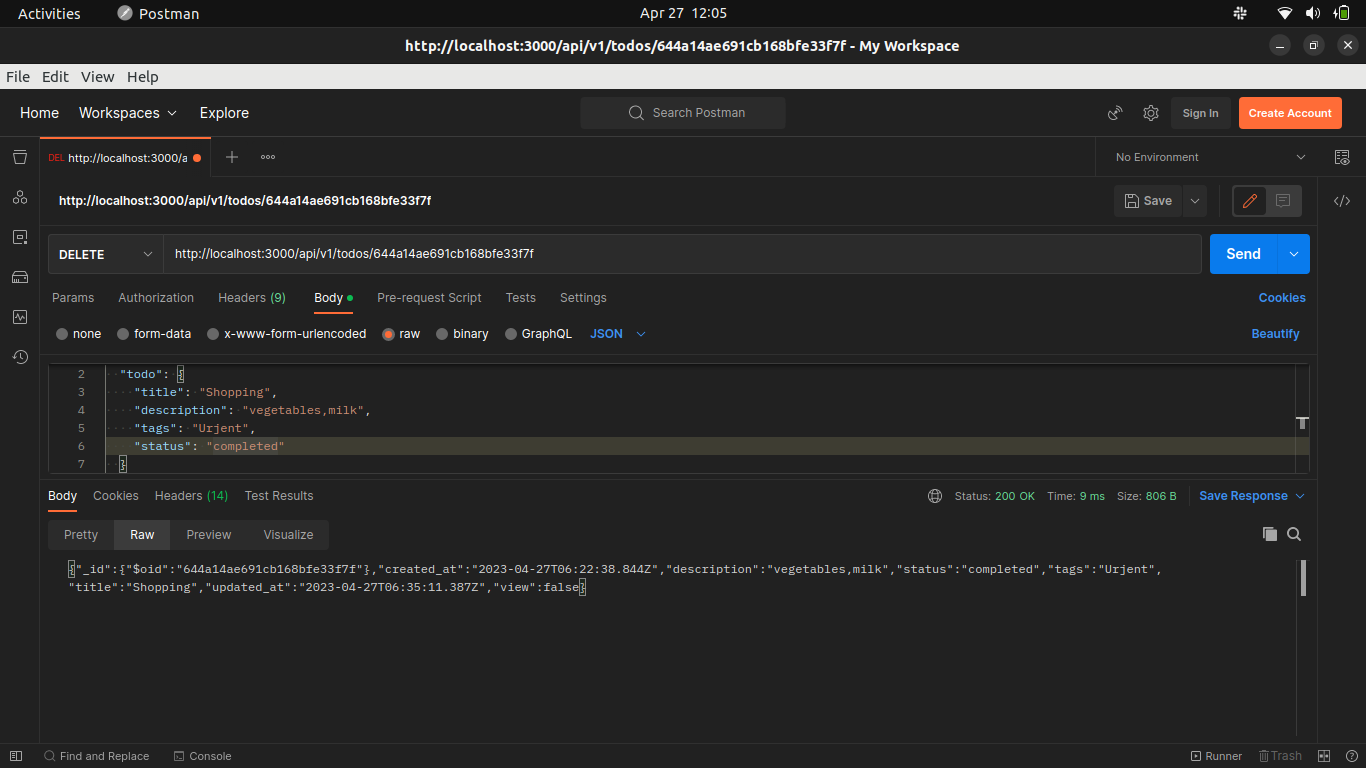 Activities Postman Apr 27 12:05
http://localhost:3000/api/v1/todos/644a14ae691cb168bfe33f7f - My Workspace
File Edit View Help
Home Workspaces Explore Search Postman Sign In Create Account
DEL http://localhost:3000/a No Environment
http://localhost:3000/api/v1/todos/644a14ae691cb168bfe33f7f Save
DELETE http://localhost:3000/api/v1/todos/644a14ae691cb168bfe33f7f Send
Params Authorization Headers (9) Body Pre-request Script Tests Settings Cookies
none form-data x-www-form-urlencoded raw binary GraphQL JSON Beautify
2 "todo": {
3 "title": "Shopping",
4 "description": "vegetables,milk",
5 "tags": "Urjent",
6 "status": "completed"
7 }
Body Cookies Headers (14) Test Results Status: 200 OK Time: 9 ms Size: 806 B Save Response
Pretty Raw Preview Visualize
{"_id":{"$oid":"644a14ae691cb168bfe33f7f"},"created_at":"2023-04-27T06:22:38.844Z","description":"vegetables,milk","status":"completed","tags":"Urjent",
"title":"Shopping","updated_at":"2023-04-27T06:35:11.387Z","view":false}
Find and Replace Console Runner Trash